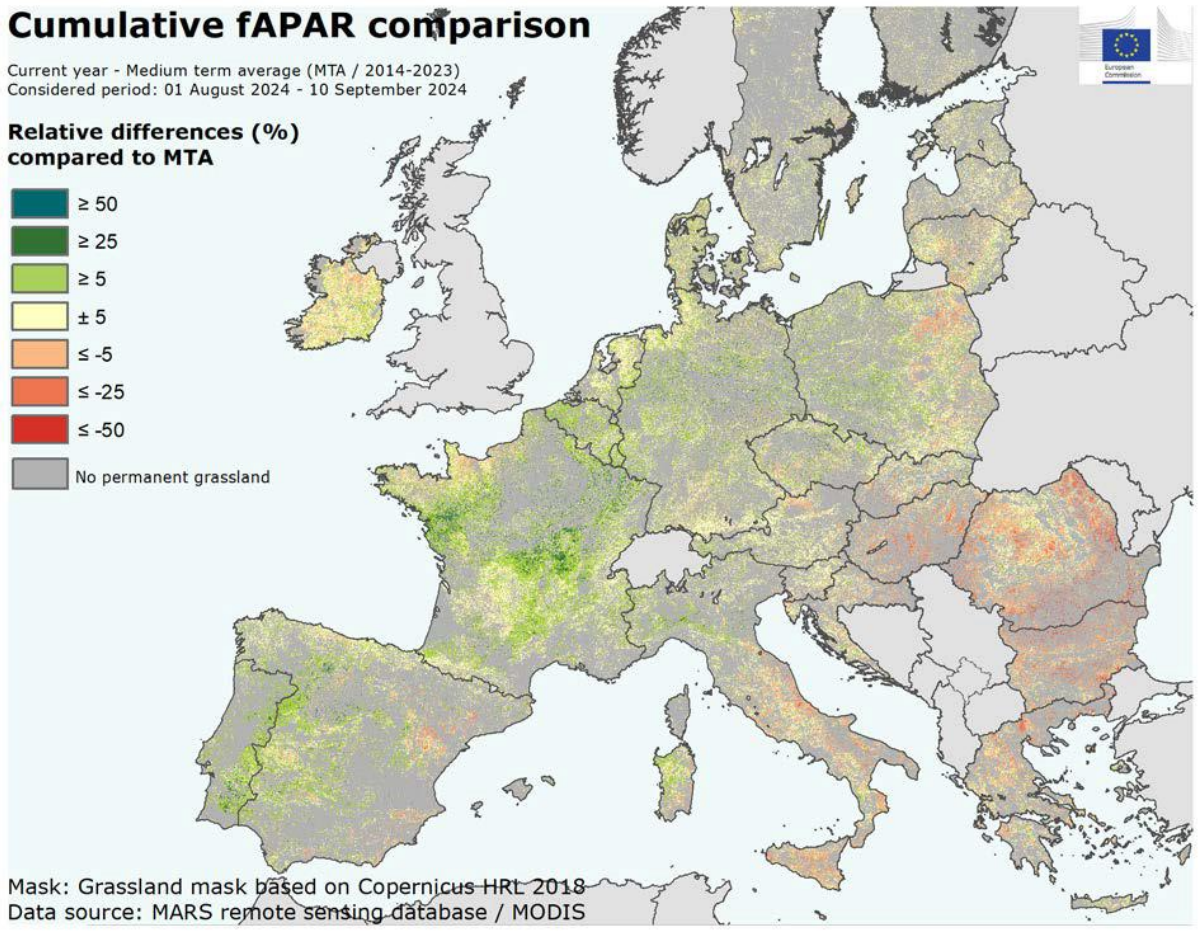 Cumulative fAPAR comparison
Current year - Medium term average (MTA / 2014-2023)
Considered period: 01 August 2024 - 10 September 2024
Relative differences (%)
compared to MTA
≥ 50
≥ 25
≥ 5
± 5
≤ -5
≤ -25
≤ -50
No permanent grassland
European
Commission
Mask: Grassland mask based on Copernicus HRL 2018
Data source: MARS remote sensing database / MODIS